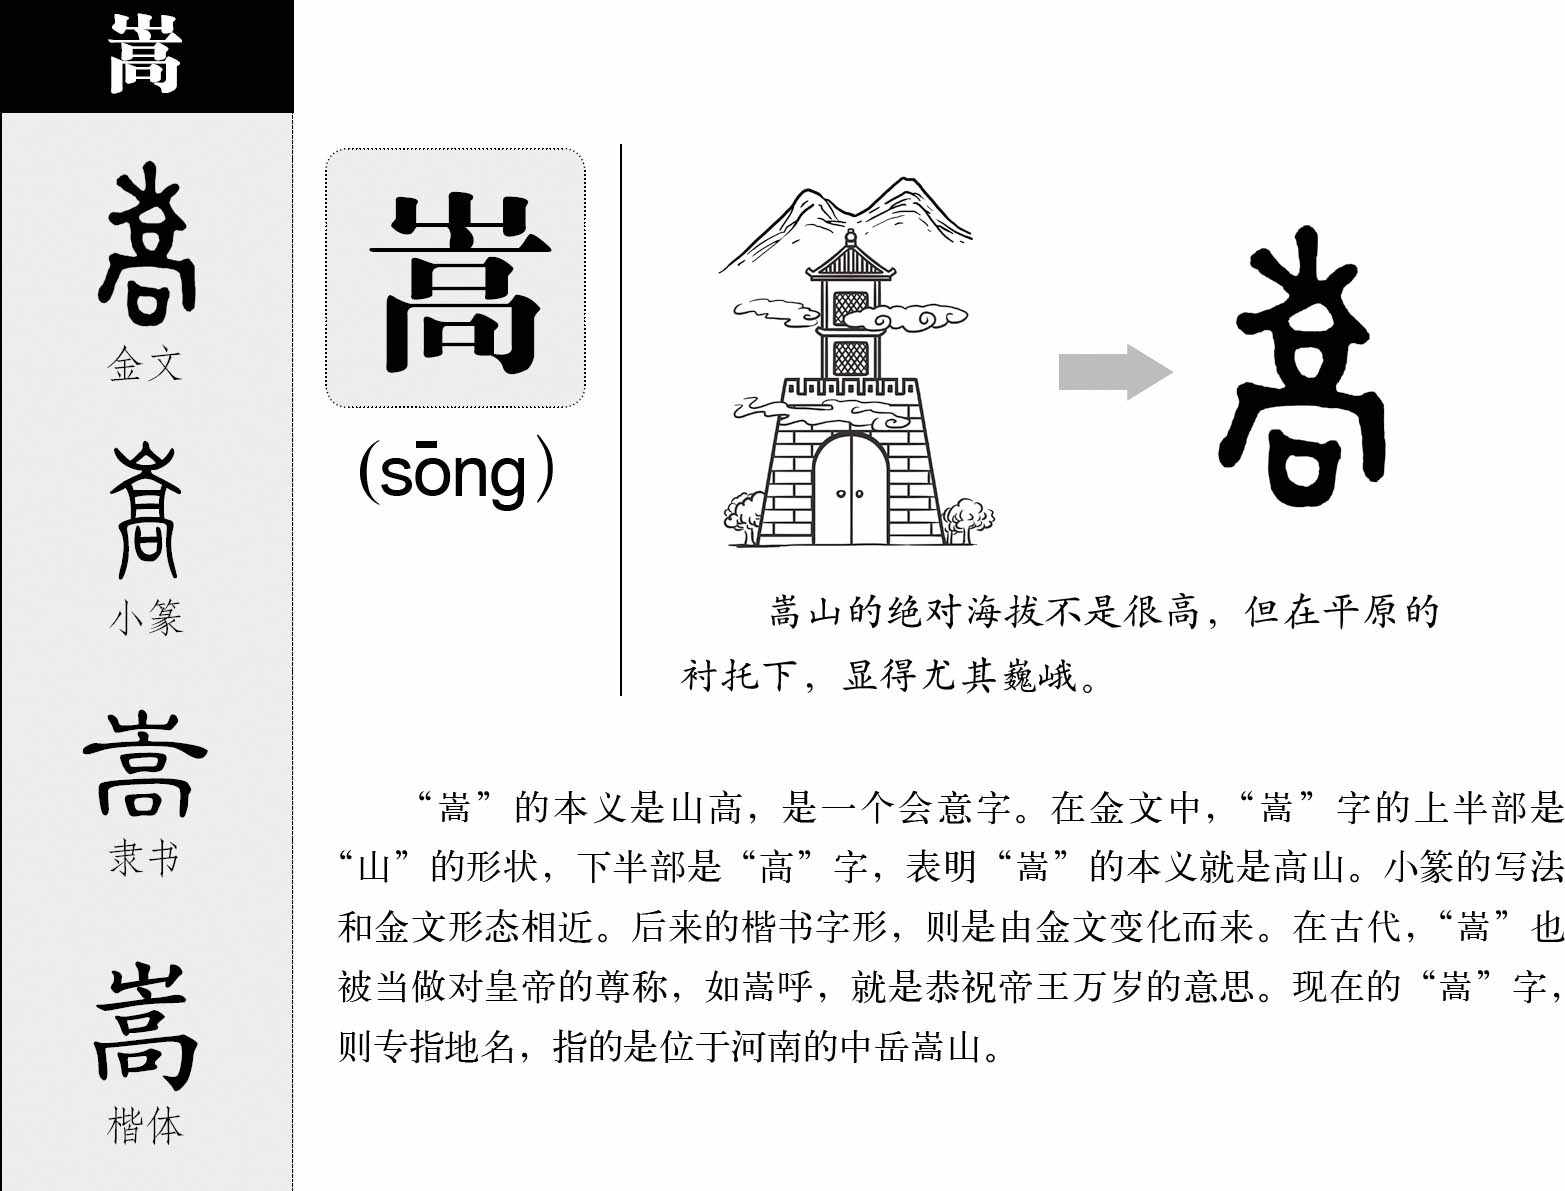 嵩
金文
小篆
隶书
楷体
嵩
(sōng)
嵩山的绝对海拔不是很高，但在平原的
衬托下，显得尤其巍峨。
“嵩”的本义是山高，是一个会意字。在金文中，“嵩”字的上半部是
“山”的形状，下半部是“高”字，表明“嵩”的本义就是高山。小篆的写法
和金文形态相近。后来的楷书字形，则是由金文变化而来。在古代，“嵩”也
被当做对皇帝的尊称，如嵩呼，就是恭祝帝王万岁的意思。现在的“嵩”字，
则专指地名，指的是位于河南的中岳嵩山。